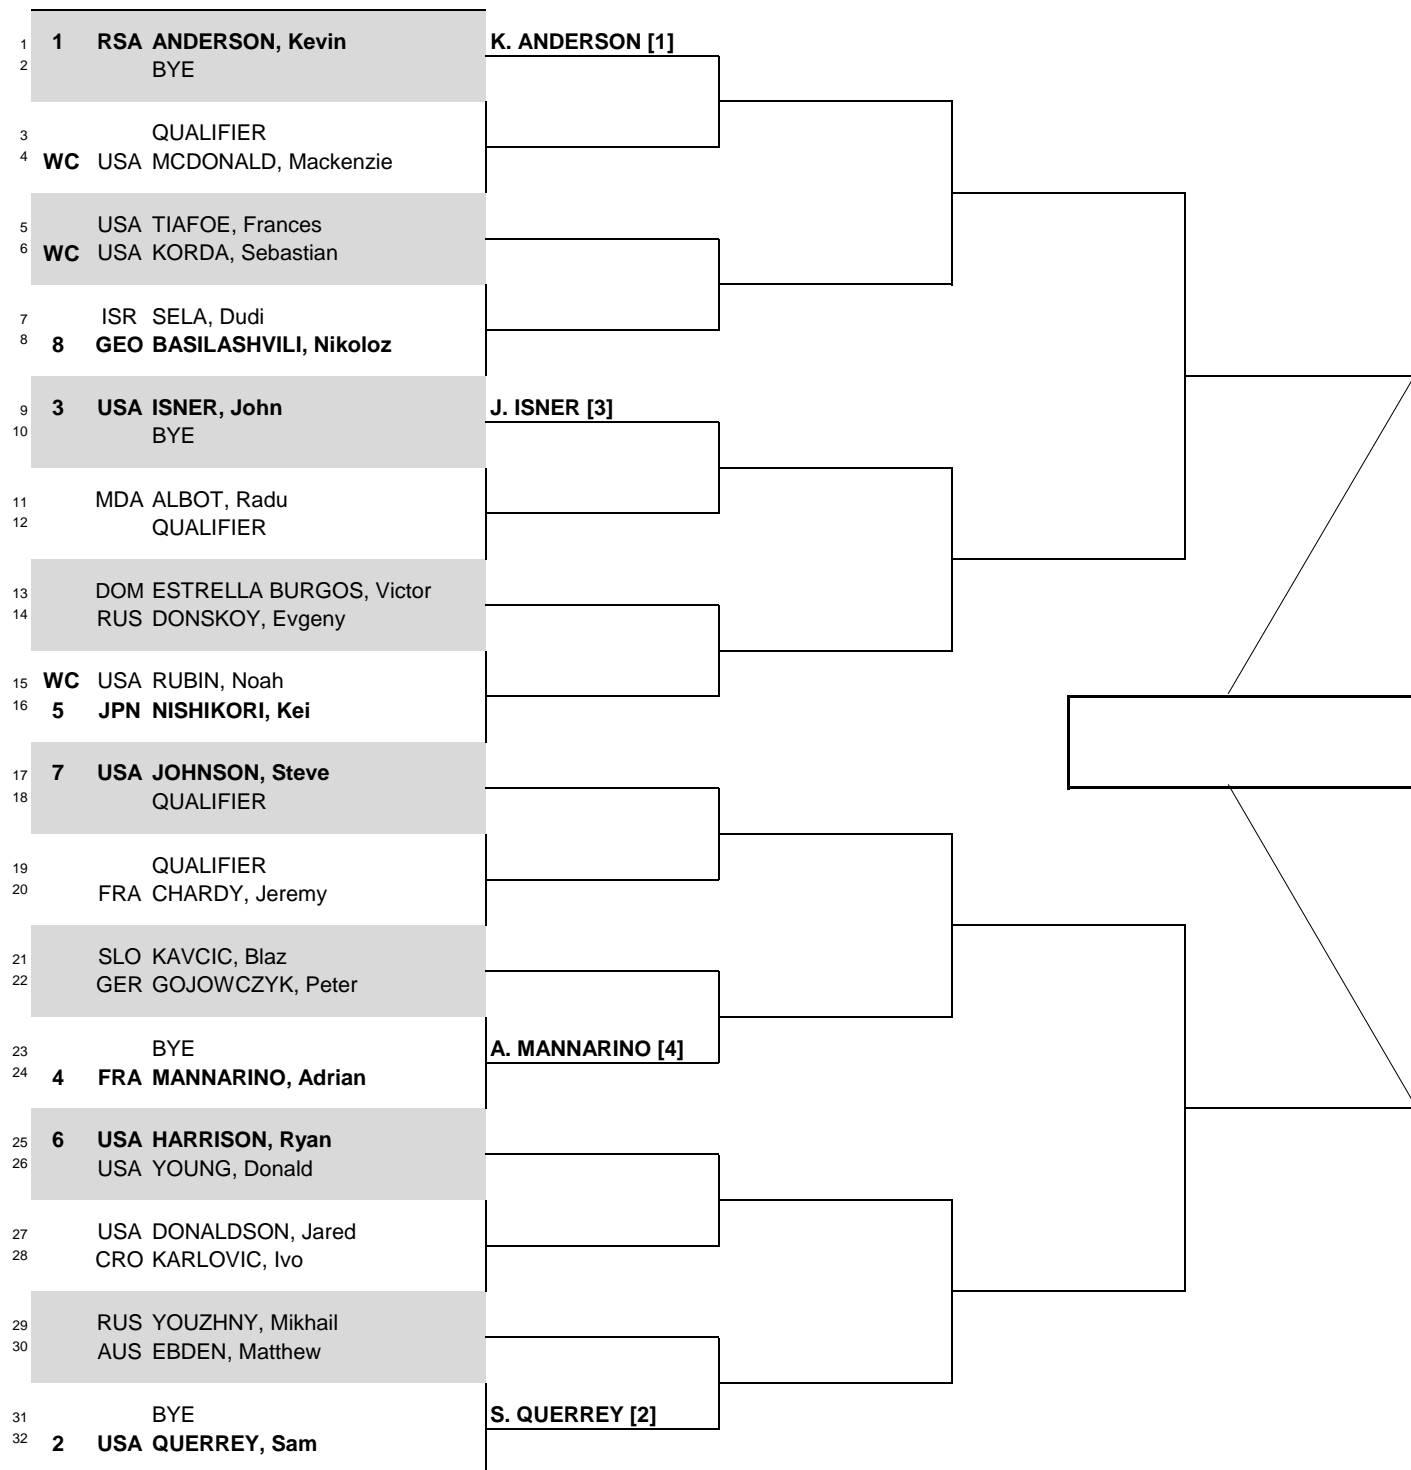 1 1 RSA ANDERSON, Kevin K. ANDERSON [1]
2 BYE
3 QUALIFIER
4 WC USA MCDONALD, Mackenzie
5 USA TIAFOE, Frances
6 WC USA KORDA, Sebastian
7 ISR SELA, Dudi
8 8 GEO BASILASHVILI, Nikoloz
9 3 USA ISNER, John J. ISNER [3]
10 BYE
11 MDA ALBOT, Radu
12 QUALIFIER
13 DOM ESTRELLA BURGOS, Victor
14 RUS DONSKOY, Evgeny
15 WC USA RUBIN, Noah
16 5 JPN NISHIKORI, Kei
17 7 USA JOHNSON, Steve
18 QUALIFIER
19 QUALIFIER
20 FRA CHARDY, Jeremy
21 SLO KAVCIC, Blaz
22 GER GOJOWCZYK, Peter
23 BYE A. MANNARINO [4]
24 4 FRA MANNARINO, Adrian
25 6 USA HARRISON, Ryan
26 USA YOUNG, Donald
27 USA DONALDSON, Jared
28 CRO KARLOVIC, Ivo
29 RUS YOUZHNY, Mikhail
30 AUS EBDEN, Matthew
31 BYE S. QUERREY [2]
32 2 USA QUERREY, Sam